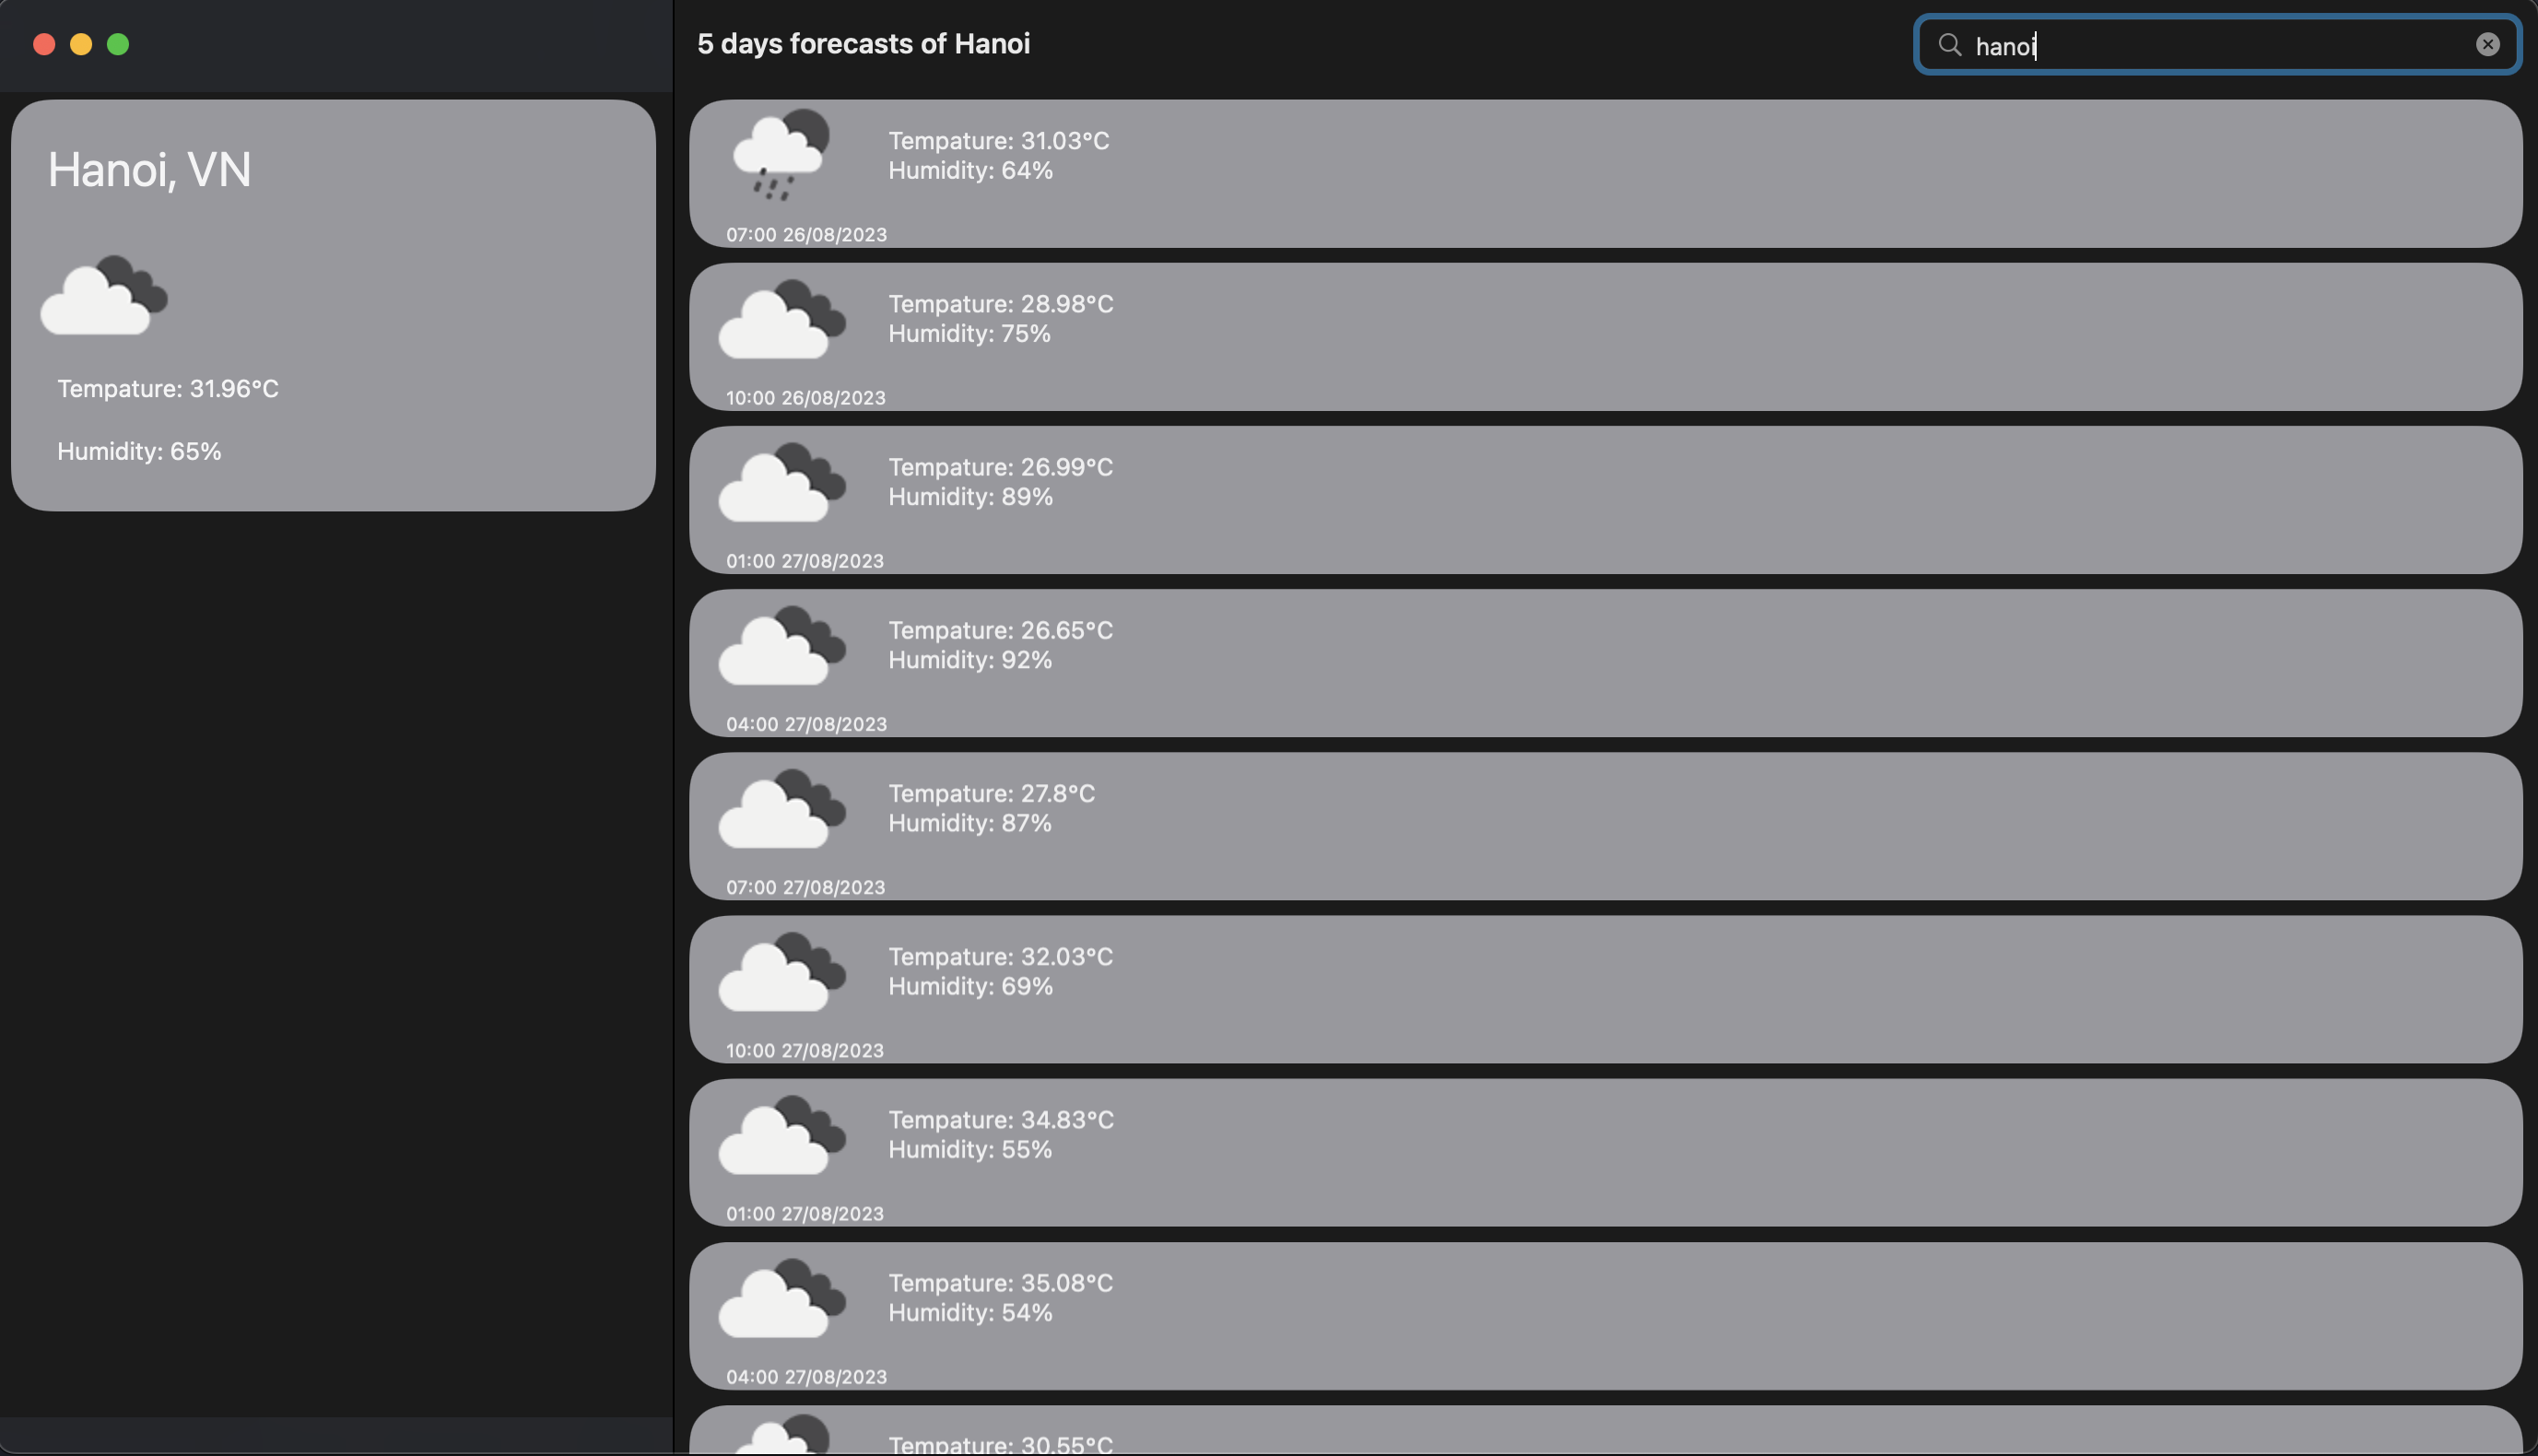 5 days forecasts of Hanoi
hanoi
Hanoi, VN
Tempature: 31.96°C
Humidity: 65%
Tempature: 31.03°C
Humidity: 64%
07:00 26/08/2023
Tempature: 28.98°C
Humidity: 75%
10:00 26/08/2023
Tempature: 26.99°C
Humidity: 89%
01:00 27/08/2023
Tempature: 26.65°C
Humidity: 92%
04:00 27/08/2023
Tempature: 27.8°C
Humidity: 87%
07:00 27/08/2023
Tempature: 32.03°C
Humidity: 69%
10:00 27/08/2023
Tempature: 34.83°C
Humidity: 55%
01:00 27/08/2023
Tempature: 35.08°C
Humidity: 54%
04:00 27/08/2023
Tempature: 30.55°C